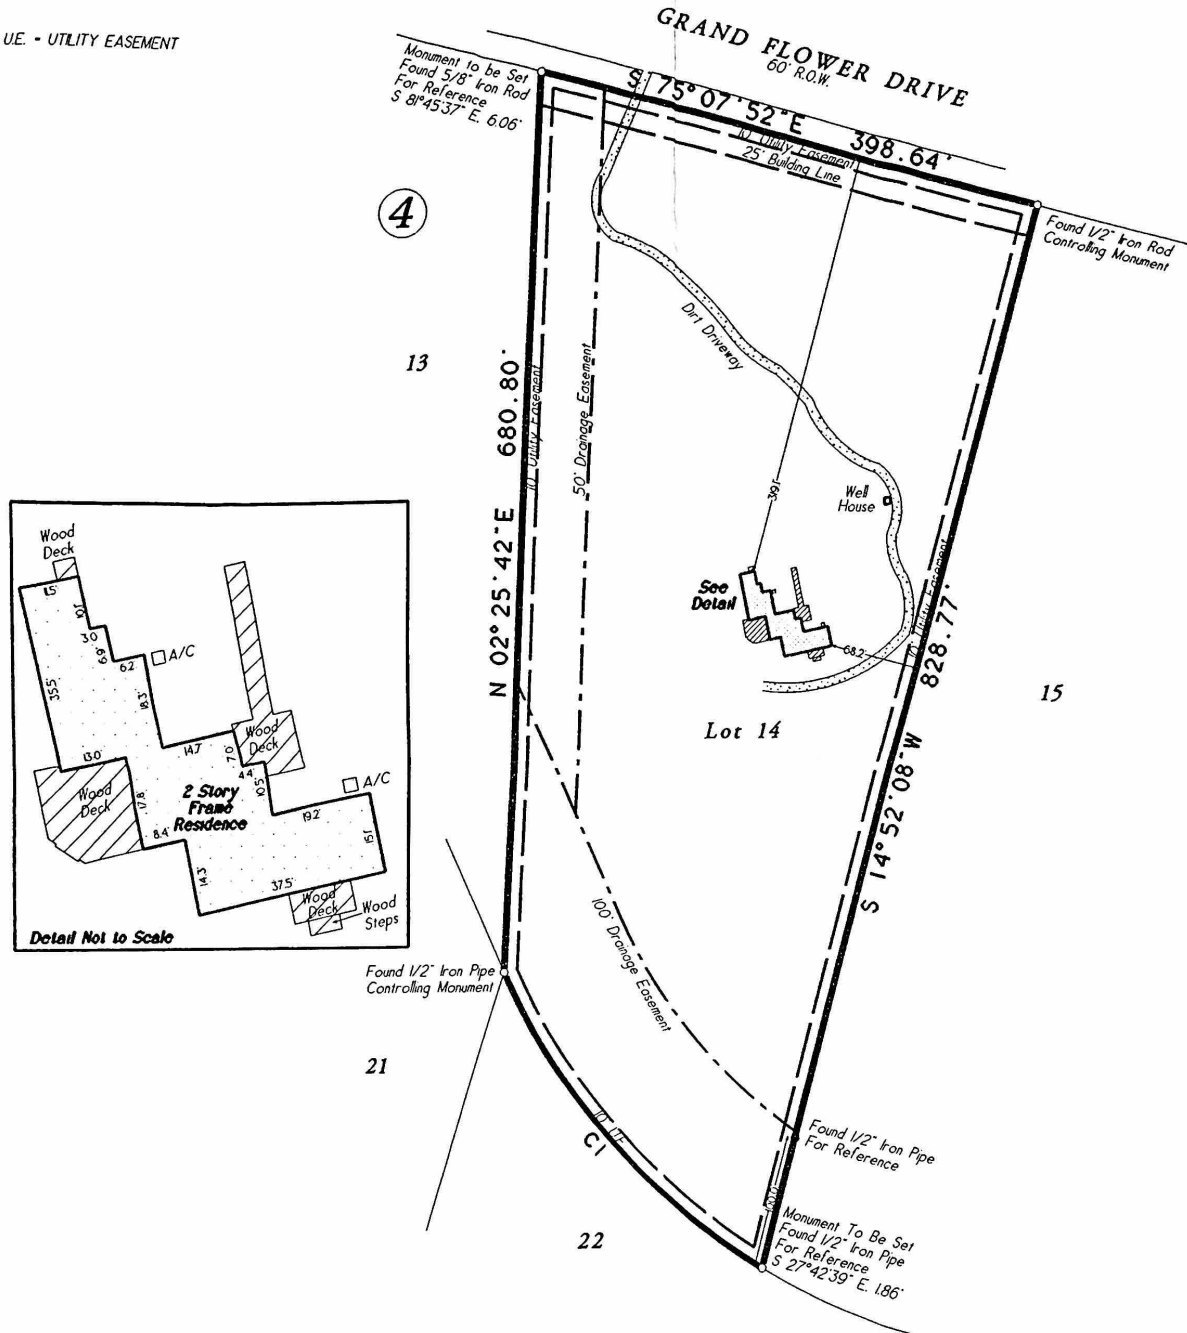 U.E. - UTILITY EASEMENT
GRAND FLOWER DRIVE
60' R.O.W.
Monument to be Set
Found 5/8" Iron Rod
For Reference
S 81°45'37" E. 6.06'
S 75°07'52"E 398.64'
10' Utility Easement
25' Building Line
Found 1/2" Iron Rod
Controlling Monument
4
13
Dirt Driveway
N 02°25'42"E 680.80'
10' Utility Easement
50' Drainage Easement
391'
Well
House
See
Detail
68.2'
10' Utility Easement
S 14°52'08"W 828.77'
15
Lot 14
Wood
Deck
11.5'
10.1'
3.0'
6.9'
6.2'
A/C
35.5'
18.3'
14.7'
7.0'
Wood
Deck
4.4'
10.5'
13.0'
Wood
Deck
17.8'
8.4'
2 Story
Frame
Residence
A/C
19.2'
15.1'
14.3'
37.5'
Wood
Deck
Wood
Steps
Detail Not to Scale
100' Drainage Easement
Found 1/2" Iron Pipe
Controlling Monument
21
10' U.E.
C1
Found 1/2" Iron Pipe
For Reference
22
Monument To Be Set
Found 1/2" Iron Pipe
For Reference
S 27°42'39" E. 1.86'